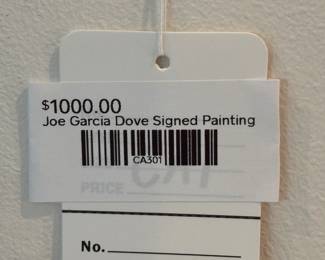 $1000.00
Joe Garcia Dove Signed Painting
CA301
PRICE
No.